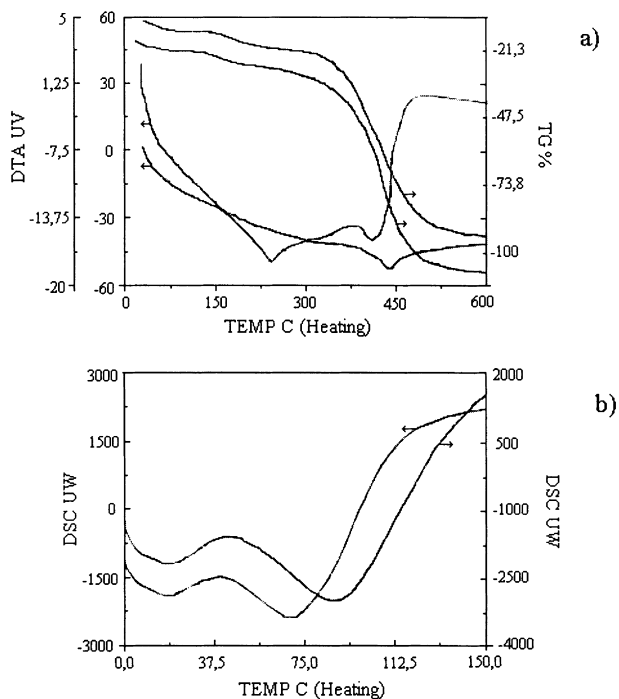 a)
5 60
1,25 30
-7,5 0
-13,75 -30
-20 -60
DTA UV
-21,3
-47,5
-73,8
-100
TG%
0 150 300 450 600
TEMP C (Heating)
b)
3000
1500
0
-1500
-3000
DSC UW
2000
500
-1000
-2500
-4000
DSC UW
0,0 37,5 75,0 112,5 150,0
TEMP C (Heating)